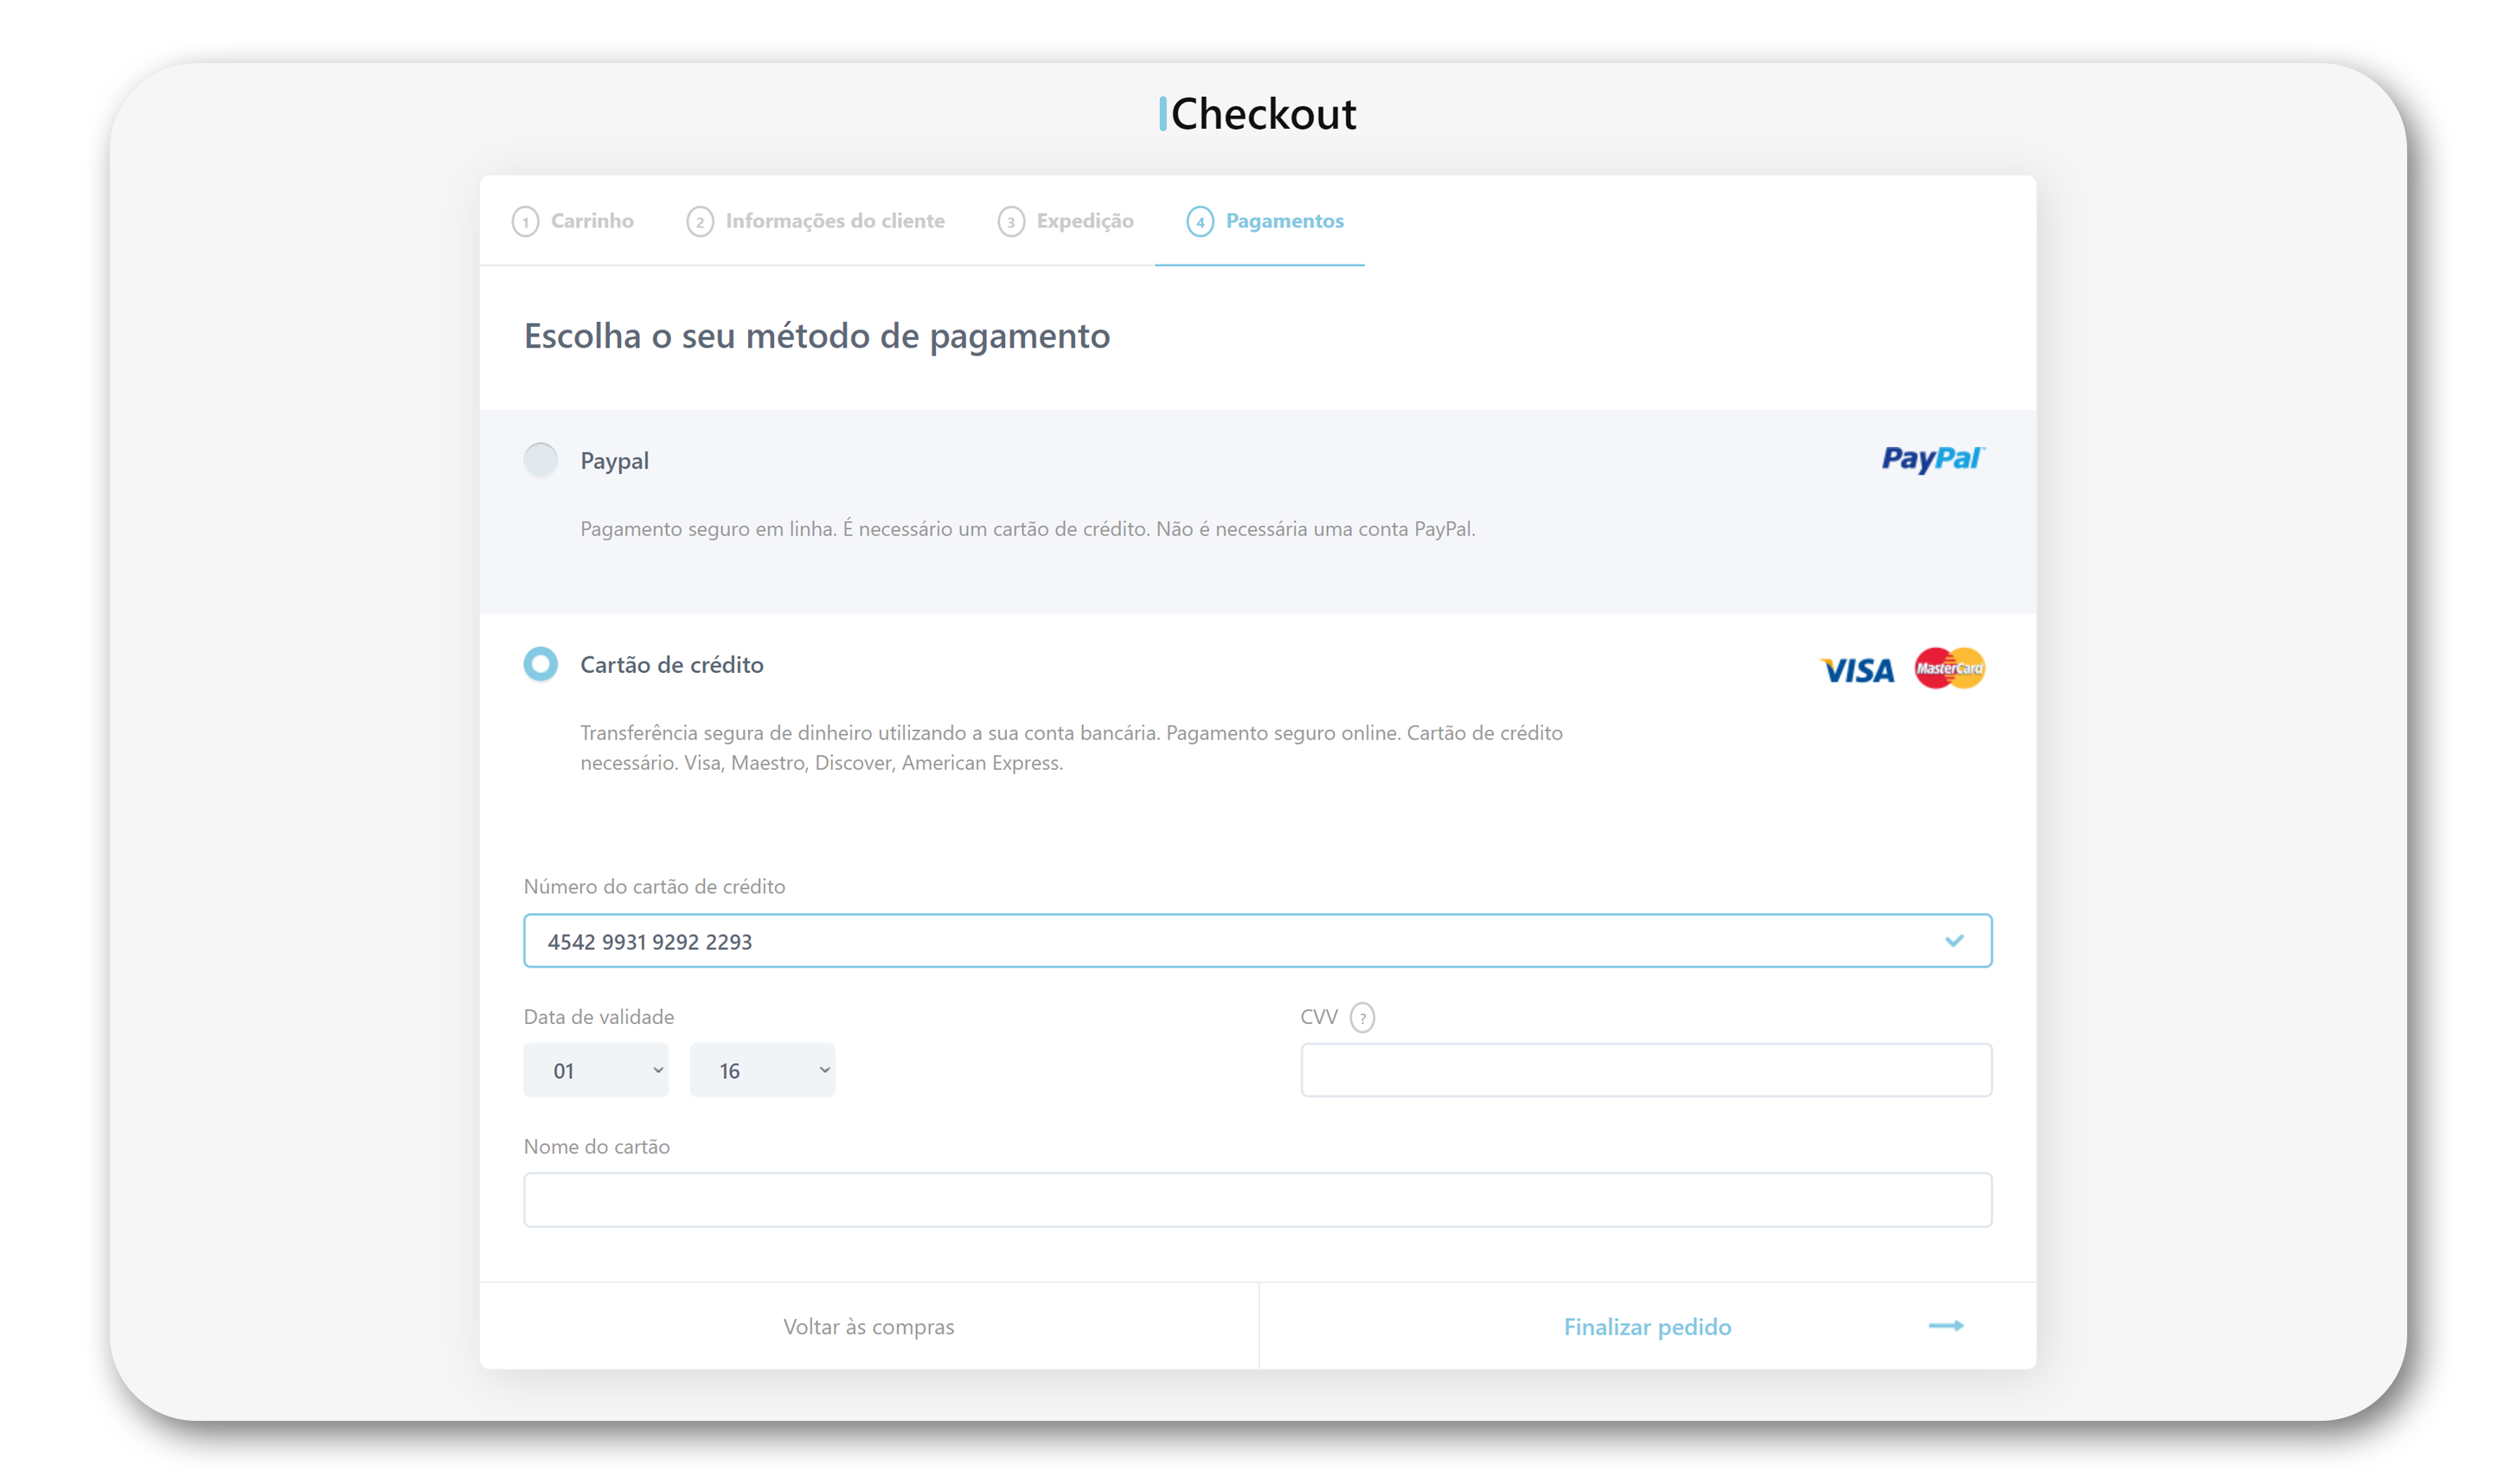 Checkout
1 Carrinho 2 Informações do cliente 3 Expedição 4 Pagamentos
Escolha o seu método de pagamento
Paypal
PayPal
Pagamento seguro em linha. É necessário um cartão de crédito. Não é necessária uma conta PayPal.
Cartão de crédito
VISA MasterCard
Transferência segura de dinheiro utilizando a sua conta bancária. Pagamento seguro online. Cartão de crédito
necessário. Visa, Maestro, Discover, American Express.
Número do cartão de crédito
4542 9931 9292 2293
Data de validade
CVV ?
01 16
Nome do cartão
Voltar às compras
Finalizar pedido